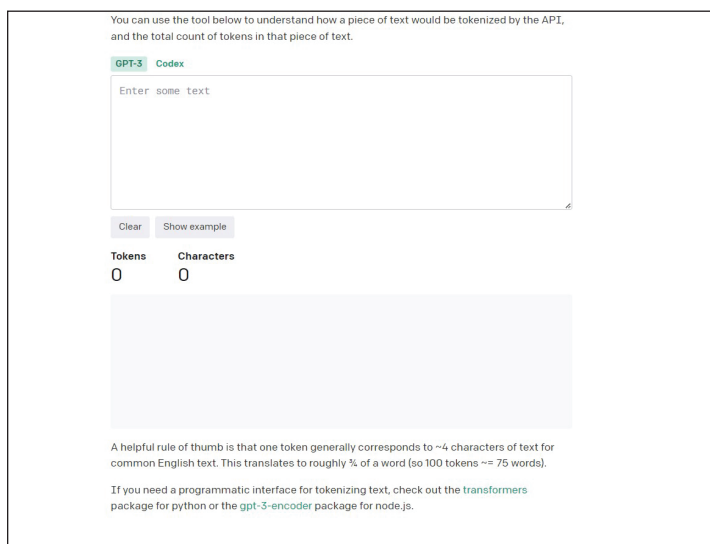 You can use the tool below to understand how a piece of text would be tokenized by the API,
and the total count of tokens in that piece of text.
GPT-3 Codex
Enter some text
Clear Show example
Tokens Characters
0 0
A helpful rule of thumb is that one token generally corresponds to ~4 characters of text for
common English text. This translates to roughly ¾ of a word (so 100 tokens ~= 75 words).
If you need a programmatic interface for tokenizing text, check out the transformers
package for python or the gpt-3-encoder package for node.js.